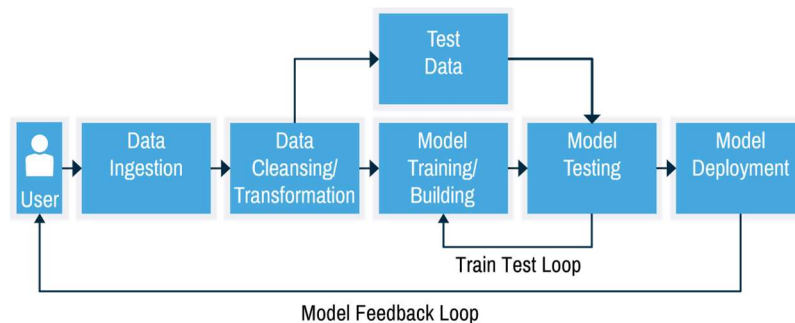 Test
Data
User
Data
Ingestion
Data
Cleansing/
Transformation
Model
Training/
Building
Model
Testing
Model
Deployment
Train Test Loop
Model Feedback Loop